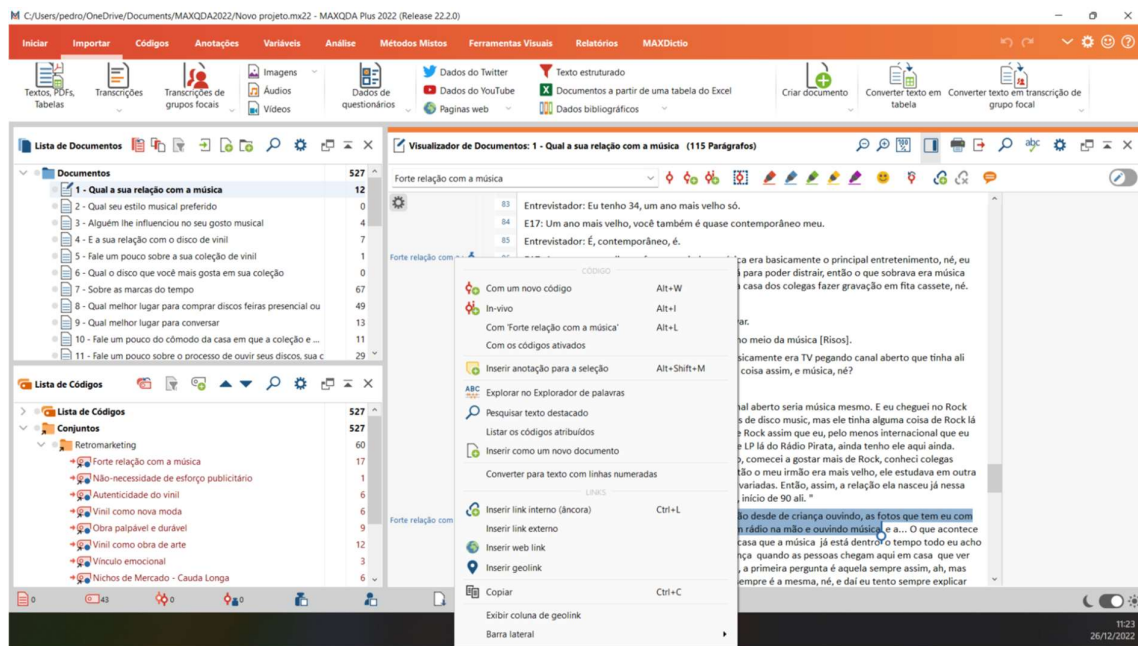 C:/Users/pedro/OneDrive/Documents/MAXQDA2022/Novo projeto.mx22 - MAXQDA Plus 2022 (Release 22.2.0)
Iniciar Importar Códigos Anotações Variáveis Análise Métodos Mistos Ferramentas Visuais Relatórios MAXDictio
Textos, PDFs, Tabelas
Transcrições
Transcrições de grupos focais
Imagens
Áudios
Vídeos
Dados de questionários
Dados do Twitter
Dados do YouTube
Paginas web
Texto estruturado
Documentos a partir de uma tabela do Excel
Dados bibliográficos
Criar documento
Converter texto em tabela
Converter texto em transcrição de grupo focal
Lista de Documentos
Documentos 527
1 - Qual a sua relação com a música 12
2 - Qual seu estilo musical preferido 0
3 - Alguém lhe influenciou no seu gosto musical 4
4 - E a sua relação com o disco de vinil 7
5 - Fale um pouco sobre a sua coleção de vinil 1
6 - Qual o disco que você mais gosta em sua coleção 0
7 - Sobre as marcas do tempo 67
8 - Qual melhor lugar para comprar discos feiras presencial ou 49
9 - Qual melhor lugar para conversar 13
10 - Fale um pouco do cômodo da casa em que a coleção e ... 11
11 - Fale um pouco sobre o processo de ouvir seus discos, sua c 29
Lista de Códigos
Lista de Códigos 527
Conjuntos 527
Retromarketing 60
Forte relação com a música 17
Não-necessidade de esforço publicitário 1
Autenticidade do vinil 6
Vinil como nova moda 6
Obra palpável e durável 9
Vinil como obra de arte 12
Vínculo emocional 3
Nichos de Mercado - Cauda Longa 6
0 43 0 0
Visualizador de Documentos: 1 - Qual a sua relação com a música (115 Parágrafos)
100 %
abc
Forte relação com a música
83 Entrevistador: Eu tenho 34, um ano mais velho só.
84 E17: Um ano mais velho, você também é quase contemporâneo meu.
85 Entrevistador: É, contemporâneo, é.
Forte relação com
era basicamente o principal entretenimento, né, eu
para poder distrair, então o que sobrava era música
casa dos colegas fazer gravação em fita cassete, né.
ar.
no meio da música [Risos].
sicamente era TV pegando canal aberto que tinha ali
coisa assim, e música, né?
al aberto seria música mesmo. E eu cheguei no Rock
s de disco music, mas ele tinha alguma coisa de Rock lá
Rock assim que eu, pelo menos internacional que eu
LP lá do Rádio Pirata, ainda tenho ele aqui ainda.
, comecei a gostar mais de Rock, conheci colegas
tão o meu irmão era mais velho, ele estudava em outra
variadas. Então, assim, a relação ela nasceu já nessa
, início de 90 ali. "
Forte relação com
ão desde de criança ouvindo, as fotos que tem eu com
rádio na mão e ouvindo música, e a... O que acontece
casa que a música já está dentro o tempo todo eu acho
nça quando as pessoas chegam aqui em casa que ver
, a primeira pergunta é aquela sempre assim, ah, mas
empre é a mesma, né, e daí eu tento sempre explicar
CÓDIGO
Com um novo código Alt+W
In-vivo Alt+I
Com 'Forte relação com a música' Alt+L
Com os códigos ativados
Inserir anotação para a seleção Alt+Shift+M
ABC Explorar no Explorador de palavras
Pesquisar texto destacado
Listar os códigos atribuídos
Inserir como um novo documento
Converter para texto com linhas numeradas
LINKS
Inserir link interno (âncora) Ctrl+L
Inserir link externo
Inserir web link
Inserir geolink
Copiar Ctrl+C
Exibir coluna de geolink
Barra lateral
11:23
26/12/2022